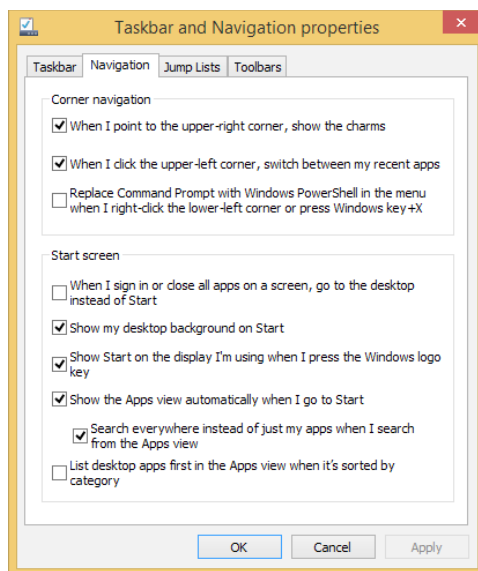 Taskbar and Navigation properties
Taskbar
Navigation
Jump Lists
Toolbars
Corner navigation
When I point to the upper-right corner, show the charms
When I click the upper-left corner, switch between my recent apps
Replace Command Prompt with Windows PowerShell in the menu
when I right-click the lower-left corner or press Windows key+X
Start screen
When I sign in or close all apps on a screen, go to the desktop
instead of Start
Show my desktop background on Start
Show Start on the display I'm using when I press the Windows logo
key
Show the Apps view automatically when I go to Start
Search everywhere instead of just my apps when I search
from the Apps view
List desktop apps first in the Apps view when it's sorted by
category
OK
Cancel
Apply